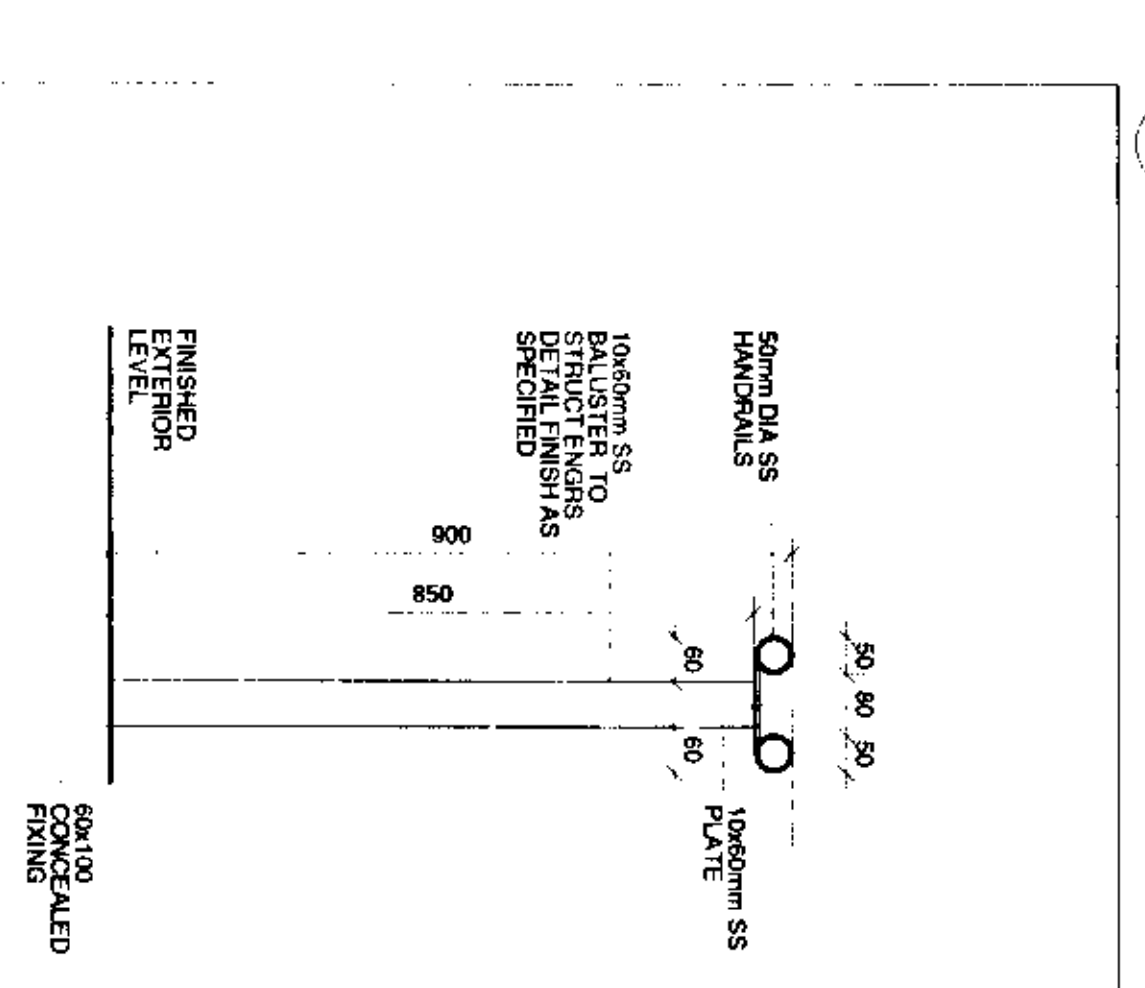 50mm DIA SS
HANDRAILS
10x60mm SS
BALUSTER TO
STRUCT ENGRS
DETAIL FINISH AS
SPECIFIED
FINISHED
EXTERIOR
LEVEL
900
850
50
80
50
60
60
10x60mm SS
PLATE
60x100
CONCEALED
FIXING